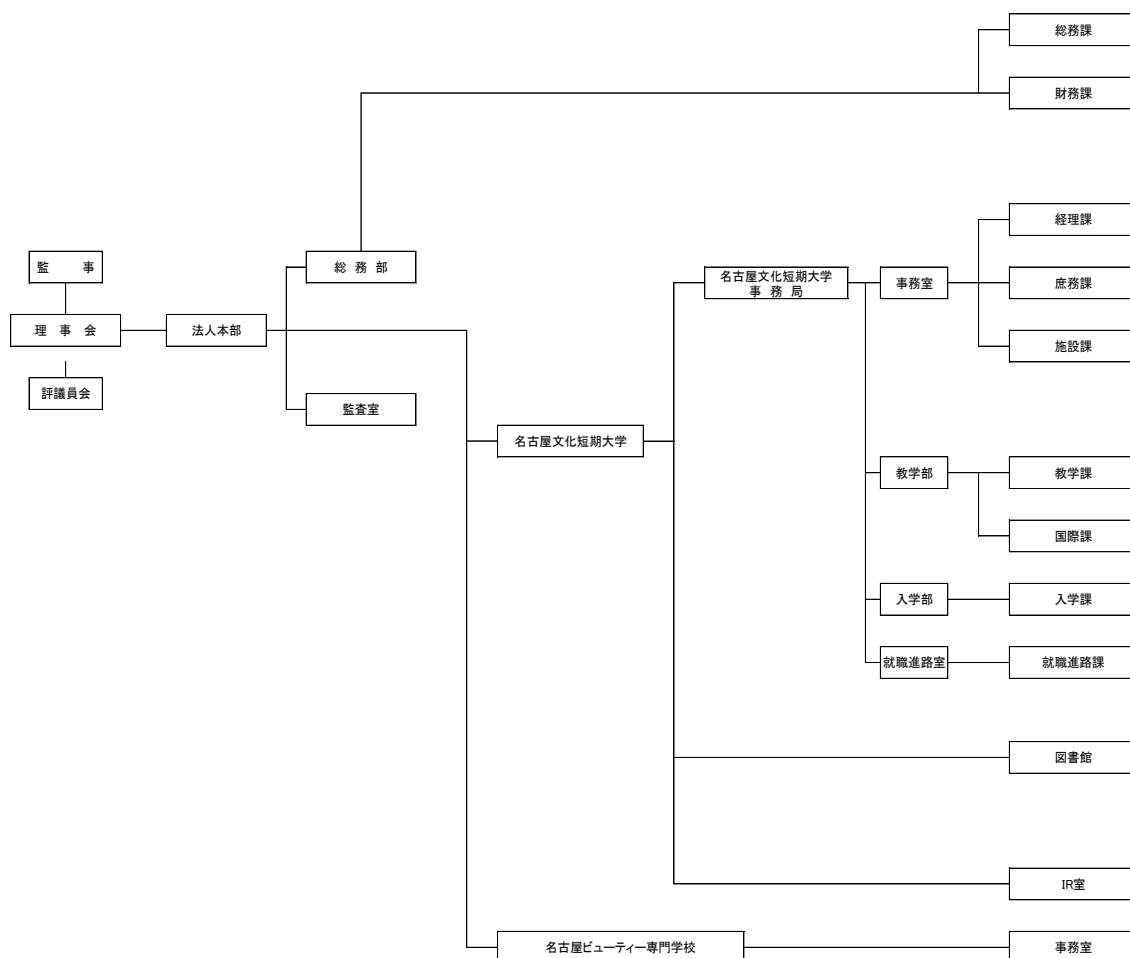 総務課
財務課
経理課
監　事
総 務 部
名古屋文化短期大学
事 務 局
事務室
庶務課
理 事 会
法人本部
施設課
評議員会
監査室
名古屋文化短期大学
教学部
教学課
国際課
入学部
入学課
就職進路室
就職進路課
図書館
IR室
名古屋ビューティー専門学校
事務室